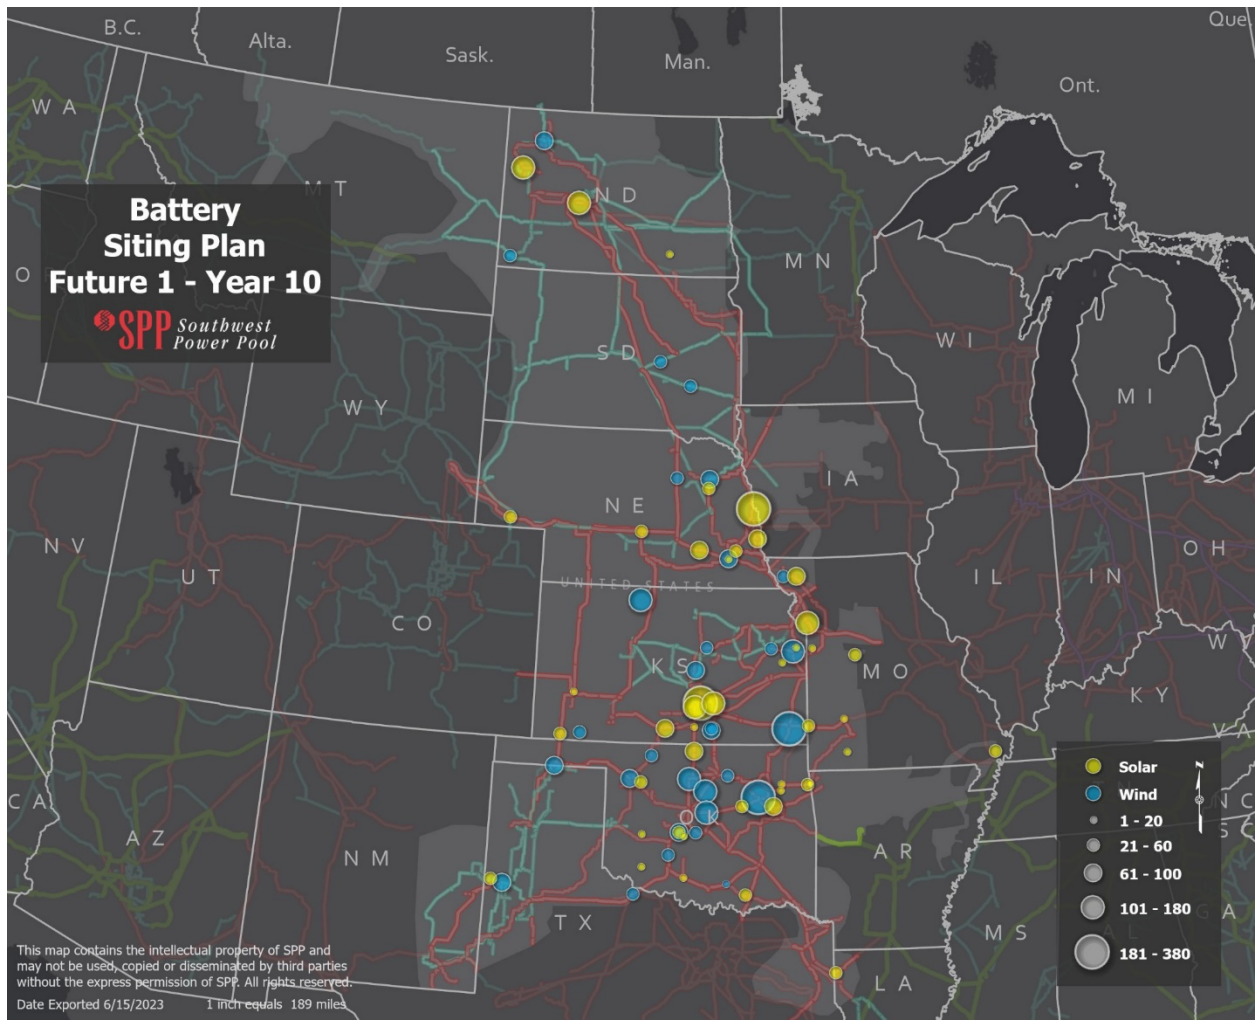 B.C.
Alta.
Sask.
Man.
Ont.
Que.
W A
M T
N D
M N
Battery
Siting Plan
Future 1 - Year 10
SPP Southwest
Power Pool
O
S D
W I
M I
W Y
N E
I A
N V
U T
C O
UNITED STATES
I L
I N
O H
W
K S
M O
K Y
V A
C A
A Z
N M
O K
A R
T X
M S
A L
G A
L A
N C
Solar
Wind
N
1 - 20
21 - 60
61 - 100
101 - 180
181 - 380
This map contains the intellectual property of SPP and
may not be used, copied or disseminated by third parties
without the express permission of SPP. All rights reserved.
Date Exported 6/15/2023 1 inch equals 189 miles